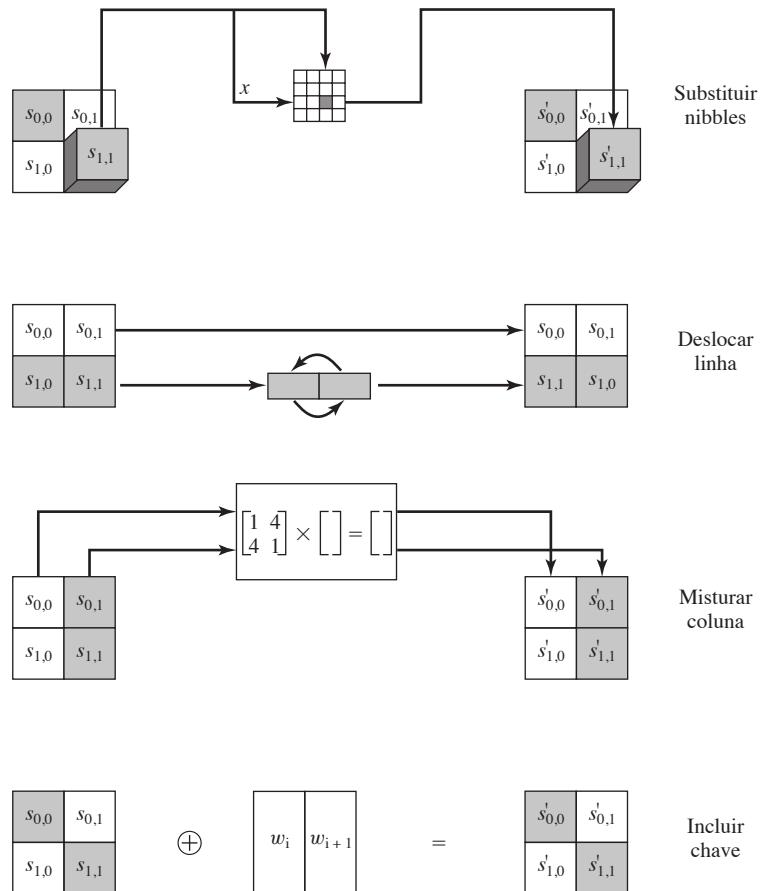 x
s0,0 s0,1 s'0,0 s'0,1 Substituir
nibbles
s1,0 s1,1 s'1,0 s'1,1
s0,0 s0,1 s0,0 s0,1 Deslocar
linha
s1,0 s1,1 s1,1 s1,0
[1 4
4 1] × [ ] = [ ]
s0,0 s0,1 s'0,0 s'0,1 Misturar
coluna
s1,0 s1,1 s'1,0 s'1,1
s0,0 s0,1 s'0,0 s'0,1 Incluir
⊕ wi wi + 1 = chave
s1,0 s1,1 s'1,0 s'1,1